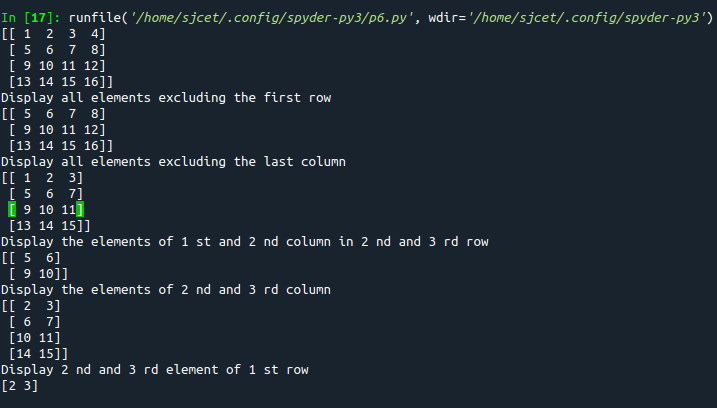 In [17]: runfile('/home/sjcet/.config/spyder-py3/p6.py', wdir='/home/sjcet/.config/spyder-py3')
[[ 1  2  3  4]
 [ 5  6  7  8]
 [ 9 10 11 12]
 [13 14 15 16]]
Display all elements excluding the first row
[[ 5  6  7  8]
 [ 9 10 11 12]
 [13 14 15 16]]
Display all elements excluding the last column
[[ 1  2  3]
 [ 5  6  7]
 [ 9 10 11]
 [13 14 15]]
Display the elements of 1 st and 2 nd column in 2 nd and 3 rd row
[[ 5  6]
 [ 9 10]]
Display the elements of 2 nd and 3 rd column
[[ 2  3]
 [ 6  7]
 [10 11]
 [14 15]]
Display 2 nd and 3 rd element of 1 st row
[2 3]